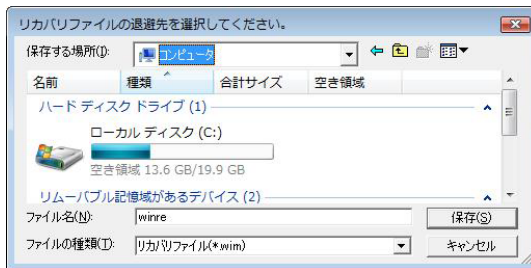 リカバリファイルの退避先を選択してください。
保存する場所(I): コンピュータ
名前 種類 合計サイズ 空き領域
ハード ディスク ドライブ (1)
ローカル ディスク (C:)
空き領域 13.6 GB/19.9 GB
リムーバブル記憶域があるデバイス (2)
ファイル名(N): winre 保存(S)
ファイルの種類(T): リカバリファイル(*.wim) キャンセル